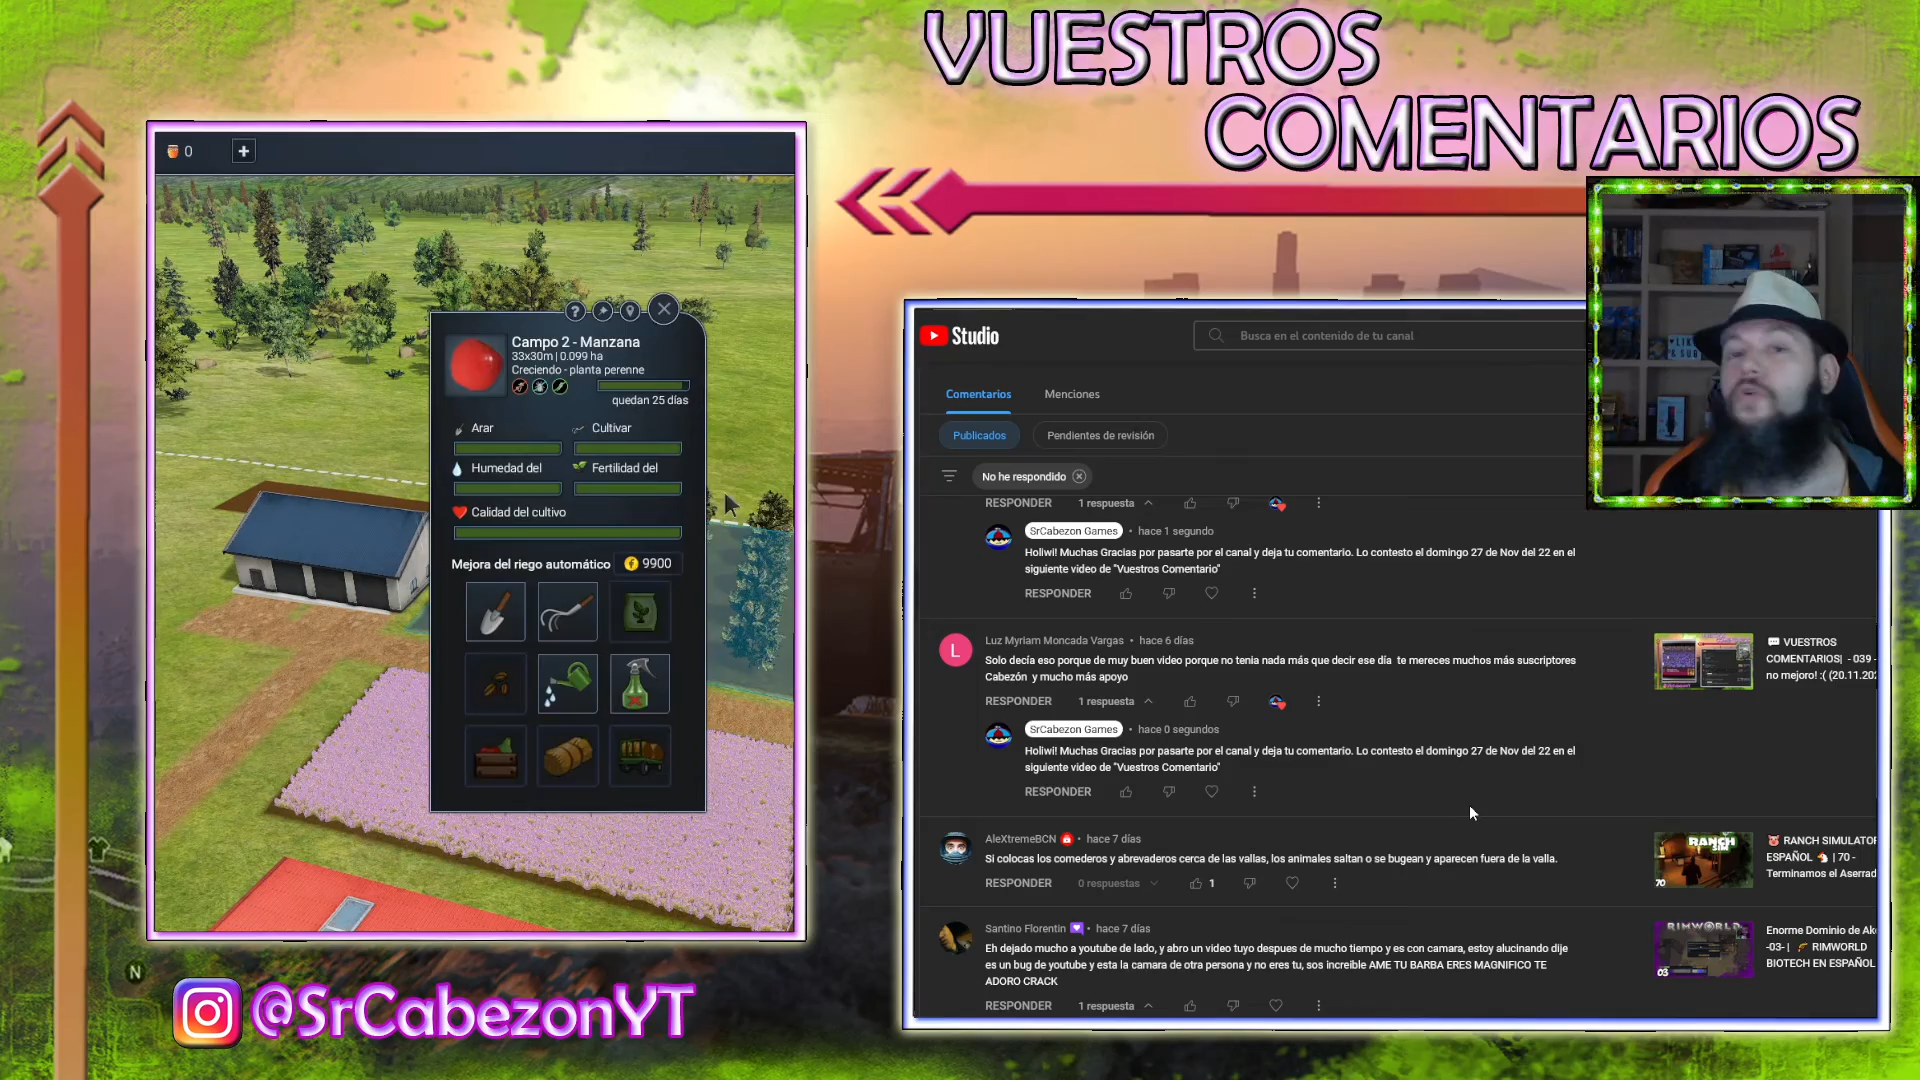 VUESTROS
COMENTARIOS
0
+
?
Campo 2 - Manzana
33x30m | 0.099 ha
Creciendo - planta perenne
quedan 25 días
Arar
Cultivar
Humedad del
Fertilidad del
Calidad del cultivo
Mejora del riego automático
9900
N
@SrCabezonYT
Studio
Busca en el contenido de tu canal
Comentarios
Menciones
Publicados
Pendientes de revisión
No he respondido
RESPONDER
1 respuesta
SrCabezon Games
• hace 1 segundo
Holiwi! Muchas Gracias por pasarte por el canal y deja tu comentario. Lo contesto el domingo 27 de Nov del 22 en el
siguiente video de "Vuestros Comentario"
RESPONDER
L
Luz Myriam Moncada Vargas • hace 6 días
Solo decía eso porque de muy buen video porque no tenia nada más que decir ese día te mereces muchos más suscriptores
Cabezón y mucho más apoyo
RESPONDER
1 respuesta
VUESTROS
COMENTARIOS| - 039 -
no mejoro! :( (20.11.202
SrCabezon Games
• hace 0 segundos
Holiwi! Muchas Gracias por pasarte por el canal y deja tu comentario. Lo contesto el domingo 27 de Nov del 22 en el
siguiente video de "Vuestros Comentario"
RESPONDER
AleXtremeBCN • hace 7 días
Si colocas los comederos y abrevaderos cerca de las vallas, los animales saltan o se bugean y aparecen fuera de la valla.
RESPONDER
0 respuestas
1
RANCH
SIM
70
RANCH SIMULATOR
ESPAÑOL | 70 -
Terminamos el Aserrad
Santino Florentin • hace 7 días
Eh dejado mucho a youtube de lado, y abro un video tuyo despues de mucho tiempo y es con camara, estoy alucinando dije
es un bug de youtube y esta la camara de otra persona y no eres tu, sos increible AME TU BARBA ERES MAGNIFICO TE
ADORO CRACK
RESPONDER
1 respuesta
RIMWORLD
03
Enorme Dominio de Ak
-03- | RIMWORLD
BIOTECH EN ESPAÑOL